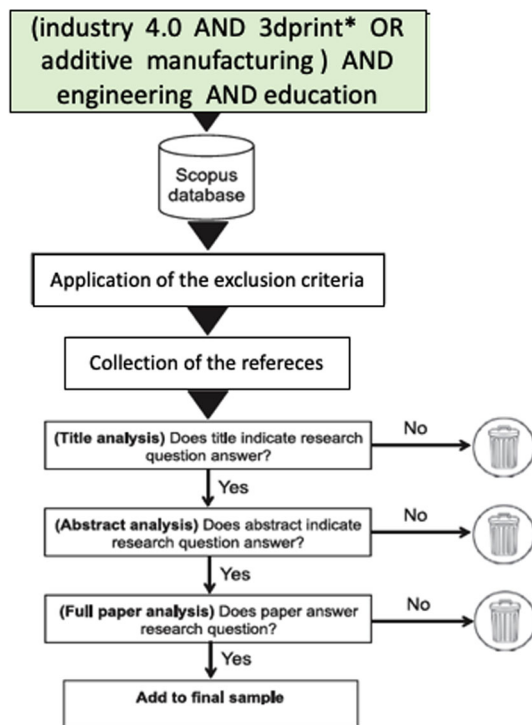 (industry 4.0 AND 3dprint* OR
additive manufacturing ) AND
engineering AND education
Scopus
database
Application of the exclusion criteria
Collection of the refereces
(Title analysis) Does title indicate research
question answer?
No
Yes
(Abstract analysis) Does abstract indicate
research question answer?
No
Yes
(Full paper analysis) Does paper answer
research question?
No
Yes
Add to final sample